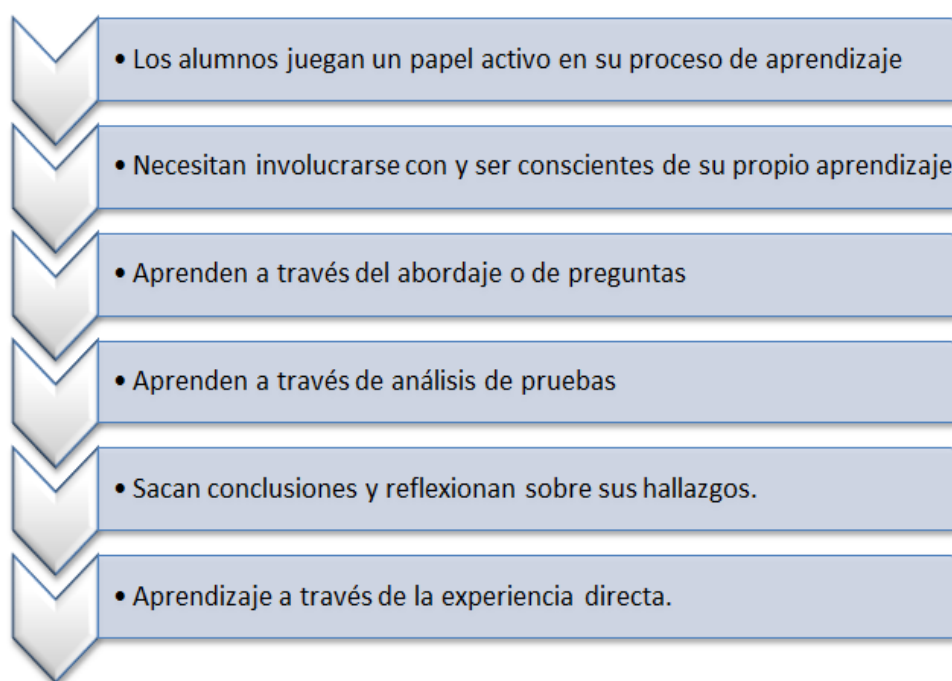 • Los alumnos juegan un papel activo en su proceso de aprendizaje
• Necesitan involucrarse con y ser conscientes de su propio aprendizaje
• Aprenden a través del abordaje o de preguntas
• Aprenden a través de análisis de pruebas
• Sacan conclusiones y reflexionan sobre sus hallazgos.
• Aprendizaje a través de la experiencia directa.